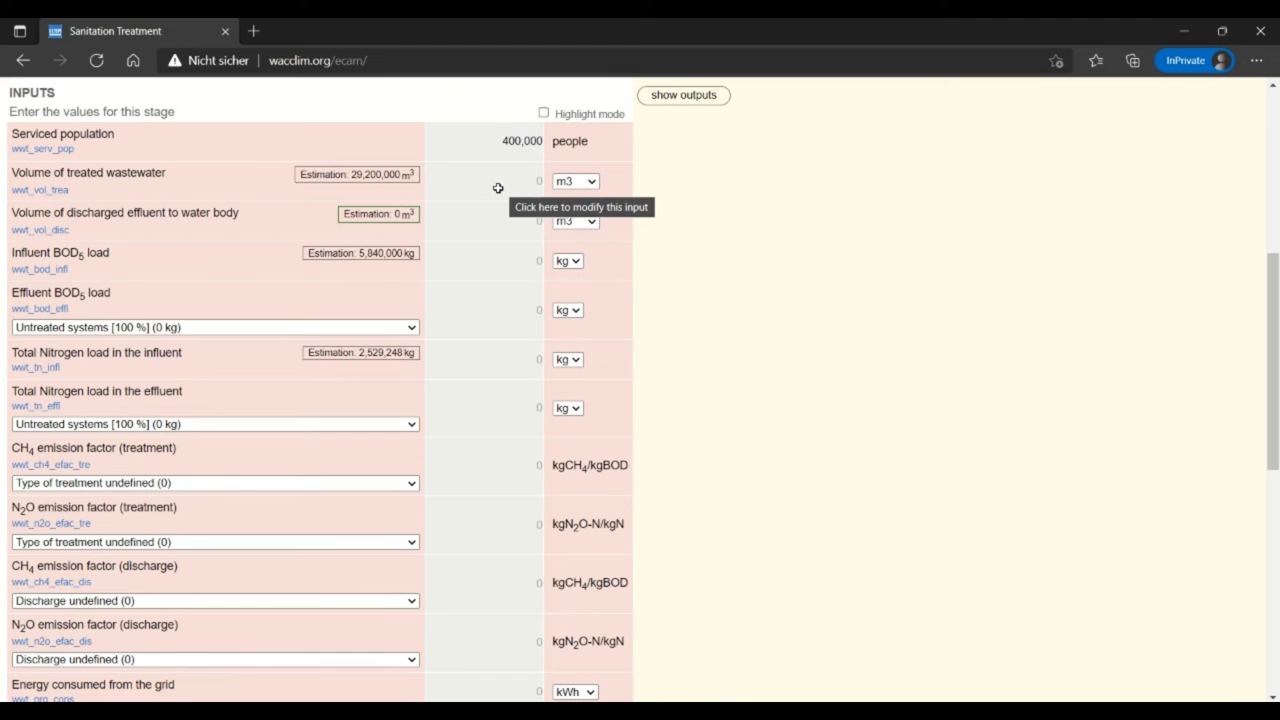 Sanitation Treatment
Nicht sicher | wacclim.org/ecam/
InPrivate
INPUTS
Enter the values for this stage
Highlight mode
show outputs
Serviced population
wwt_serv_pop
400,000 people
Volume of treated wastewater
Estimation: 29,200,000 m3
wwt_vol_trea
0 m3
Click here to modify this input
Volume of discharged effluent to water body
Estimation: 0 m3
wwt_vol_disc
0 m3
Influent BOD5 load
Estimation: 5,840,000 kg
wwt_bod_infl
0 kg
Effluent BOD5 load
wwt_bod_effl
0 kg
Untreated systems [100 %] (0 kg)
Total Nitrogen load in the influent
Estimation: 2,529,248 kg
wwt_tn_infl
0 kg
Total Nitrogen load in the effluent
wwt_tn_effl
0 kg
Untreated systems [100 %] (0 kg)
CH4 emission factor (treatment)
wwt_ch4_efac_tre
0 kgCH4/kgBOD
Type of treatment undefined (0)
N2O emission factor (treatment)
wwt_n2o_efac_tre
0 kgN2O-N/kgN
Type of treatment undefined (0)
CH4 emission factor (discharge)
wwt_ch4_efac_dis
0 kgCH4/kgBOD
Discharge undefined (0)
N2O emission factor (discharge)
wwt_n2o_efac_dis
0 kgN2O-N/kgN
Discharge undefined (0)
Energy consumed from the grid
wwt_nrg_cons
0 kWh